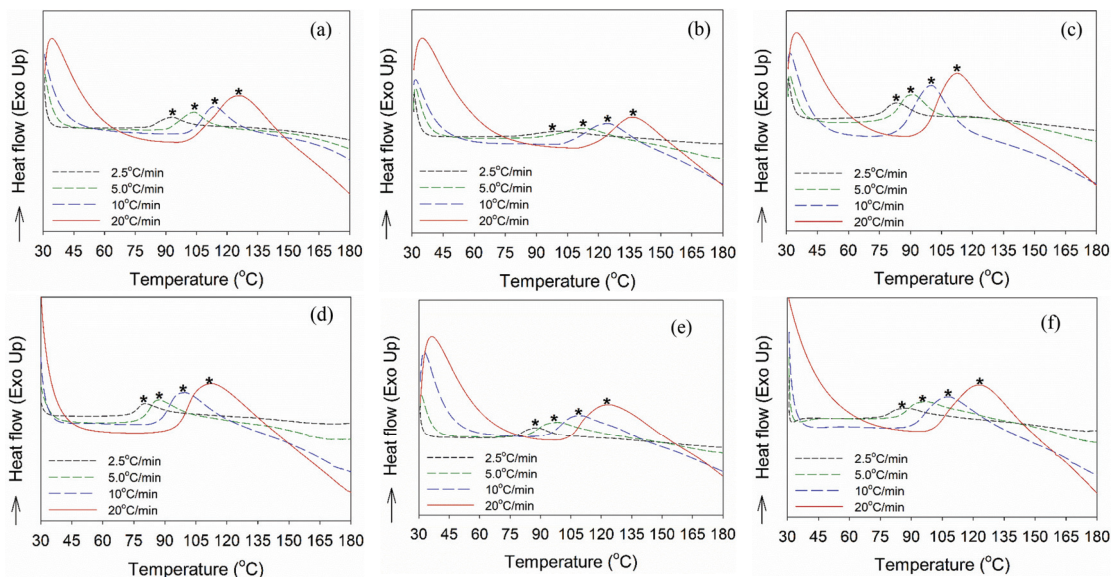 (a)
* * * *
Heat flow (Exo Up)
2.5°C/min
5.0°C/min
10°C/min
20°C/min
30 45 60 75 90 105 120 135 150 165 180
Temperature (°C)
(b)
* * * *
Heat flow (Exo Up)
2.5°C/min
5.0°C/min
10°C/min
20°C/min
30 45 60 75 90 105 120 135 150 165 180
Temperature (°C)
(c)
* * * *
Heat flow (Exo Up)
2.5°C/min
5.0°C/min
10°C/min
20°C/min
30 45 60 75 90 105 120 135 150 165 180
Temperature (°C)
(d)
* * * *
Heat flow (Exo Up)
2.5°C/min
5.0°C/min
10°C/min
20°C/min
30 45 60 75 90 105 120 135 150 165 180
Temperature (°C)
(e)
* * * *
Heat flow (Exo Up)
2.5°C/min
5.0°C/min
10°C/min
20°C/min
30 45 60 75 90 105 120 135 150 165 180
Temperature (°C)
(f)
* * * *
Heat flow (Exo Up)
2.5°C/min
5.0°C/min
10°C/min
20°C/min
30 45 60 75 90 105 120 135 150 165 180
Temperature (°C)